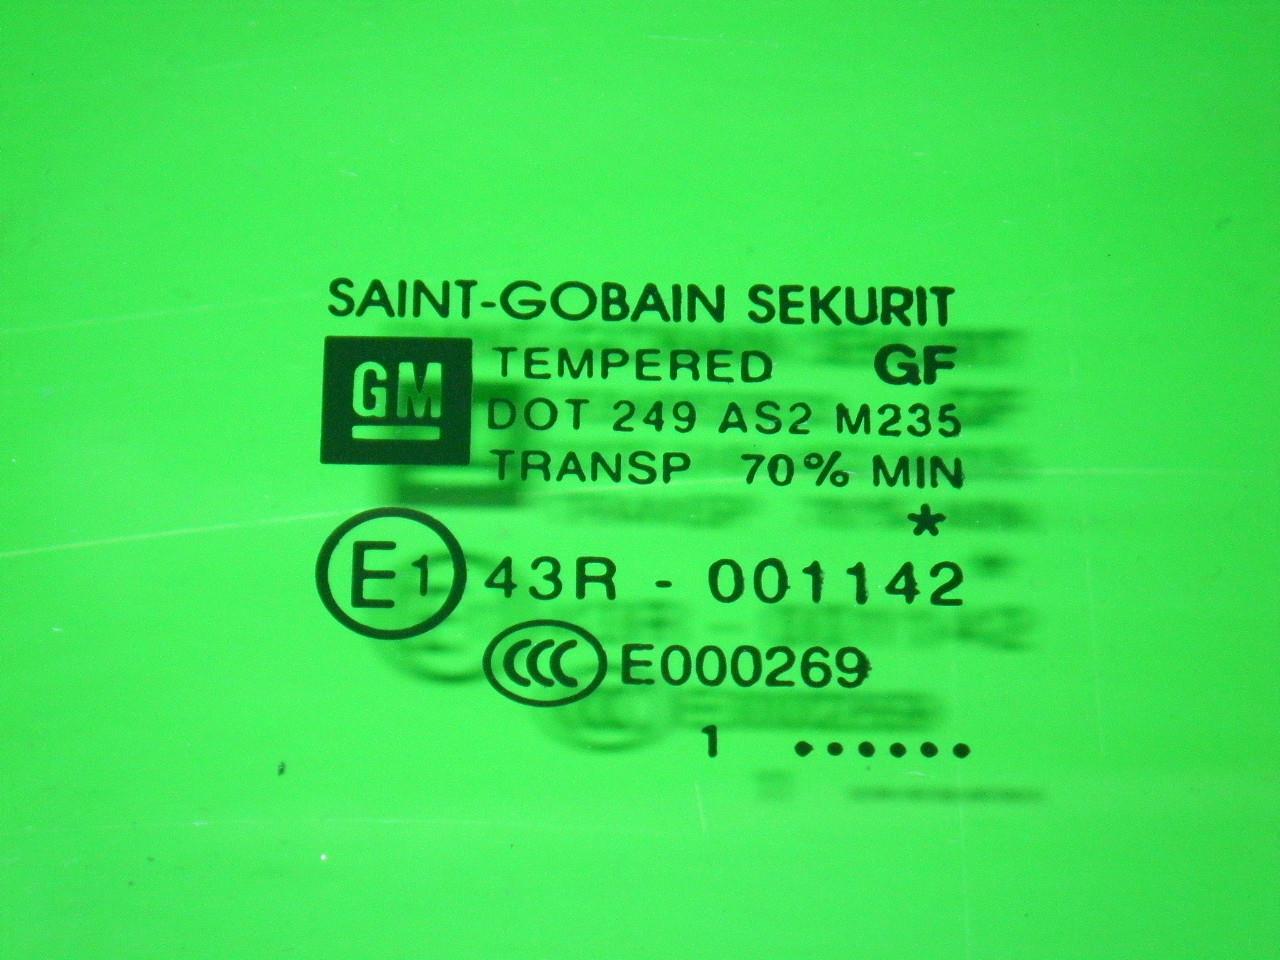 SAINT-GOBAIN SEKURIT
GM TEMPERED GF
DOT 249 AS2 M235
TRANSP 70% MIN
*
E1 43R - 001142
CCC E000269
1 ••••••